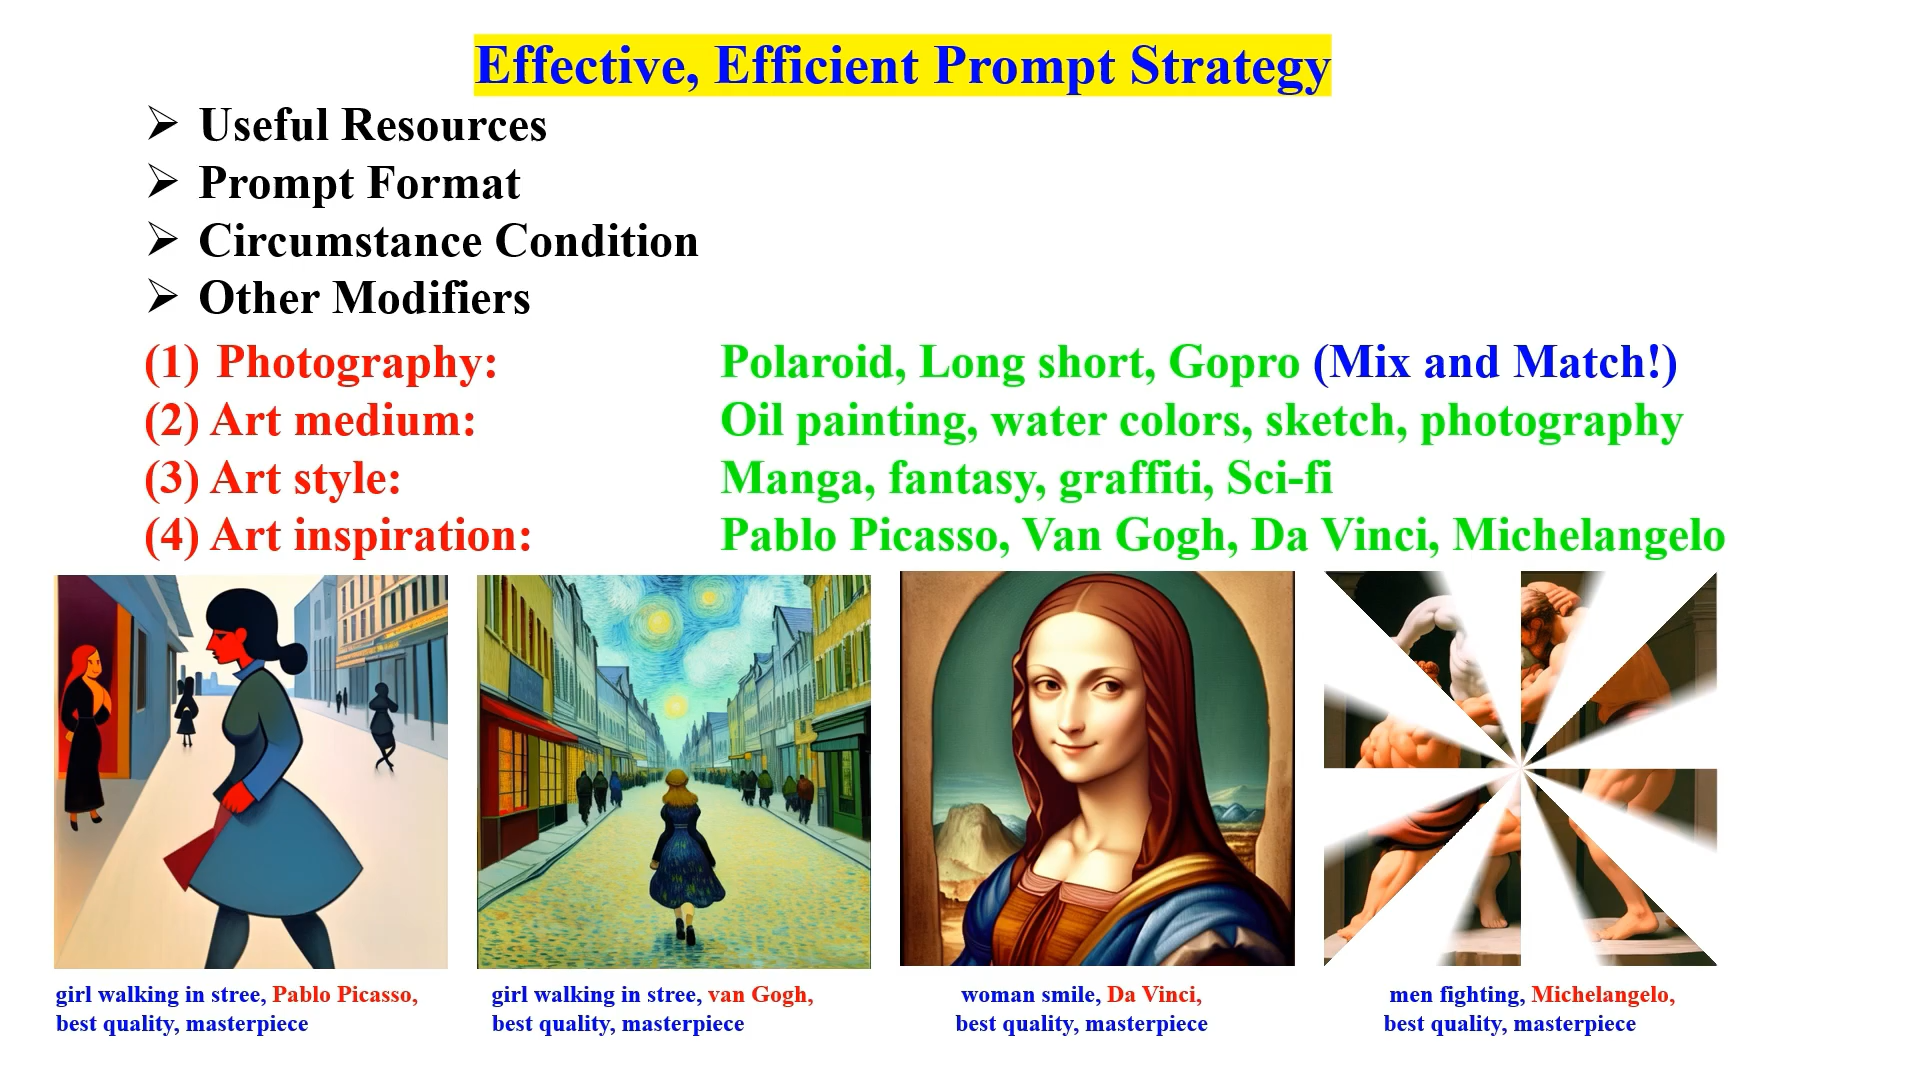 Effective, Efficient Prompt Strategy
Useful Resources
Prompt Format
Circumstance Condition
Other Modifiers
(1) Photography: Polaroid, Long short, Gopro (Mix and Match!)
(2) Art medium: Oil painting, water colors, sketch, photography
(3) Art style: Manga, fantasy, graffiti, Sci-fi
(4) Art inspiration: Pablo Picasso, Van Gogh, Da Vinci, Michelangelo
girl walking in stree, Pablo Picasso,
best quality, masterpiece
girl walking in stree, van Gogh,
best quality, masterpiece
woman smile, Da Vinci,
best quality, masterpiece
men fighting, Michelangelo,
best quality, masterpiece